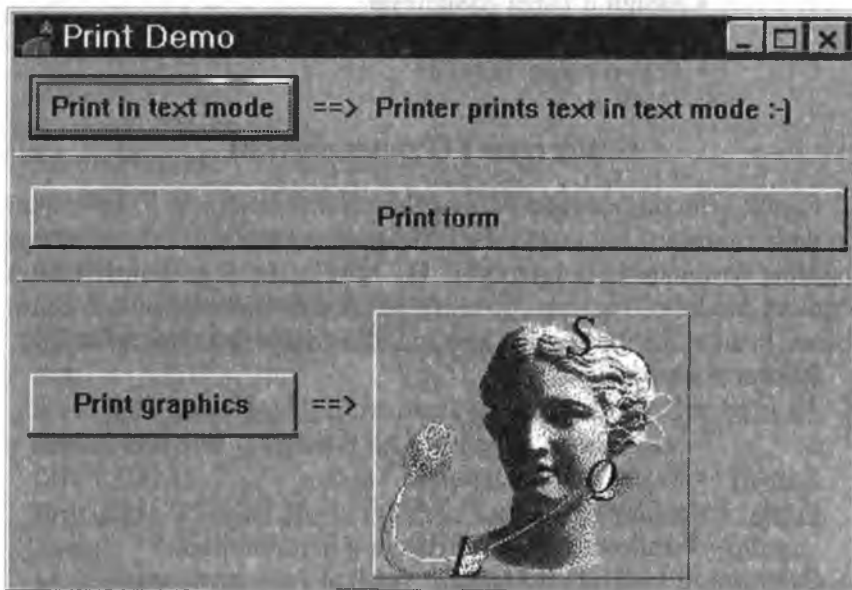 Print Demo
Print in text mode ==> Printer prints text in text mode :-)
Print form
Print graphics ==>
S
Q
L